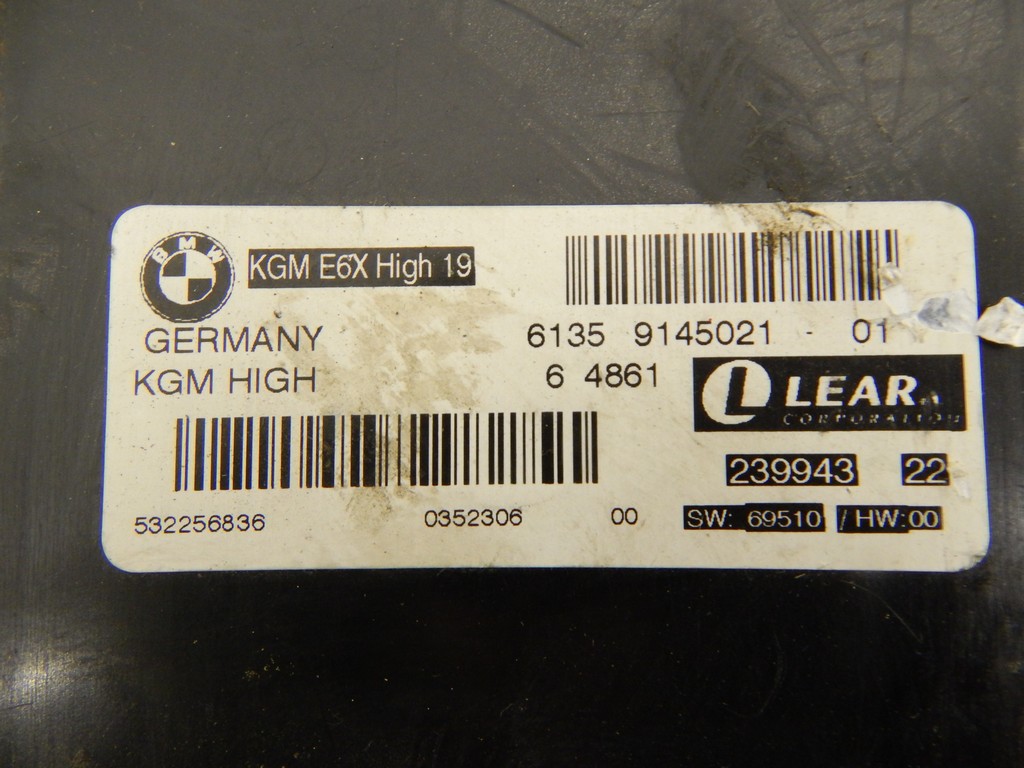 BMW
KGM E6X High 19
GERMANY
6135 9145021 - 01
KGM HIGH
6 4861
LEAR
CORPORATION
239943 22
532256836 0352306 00
SW: 69510 / HW:00